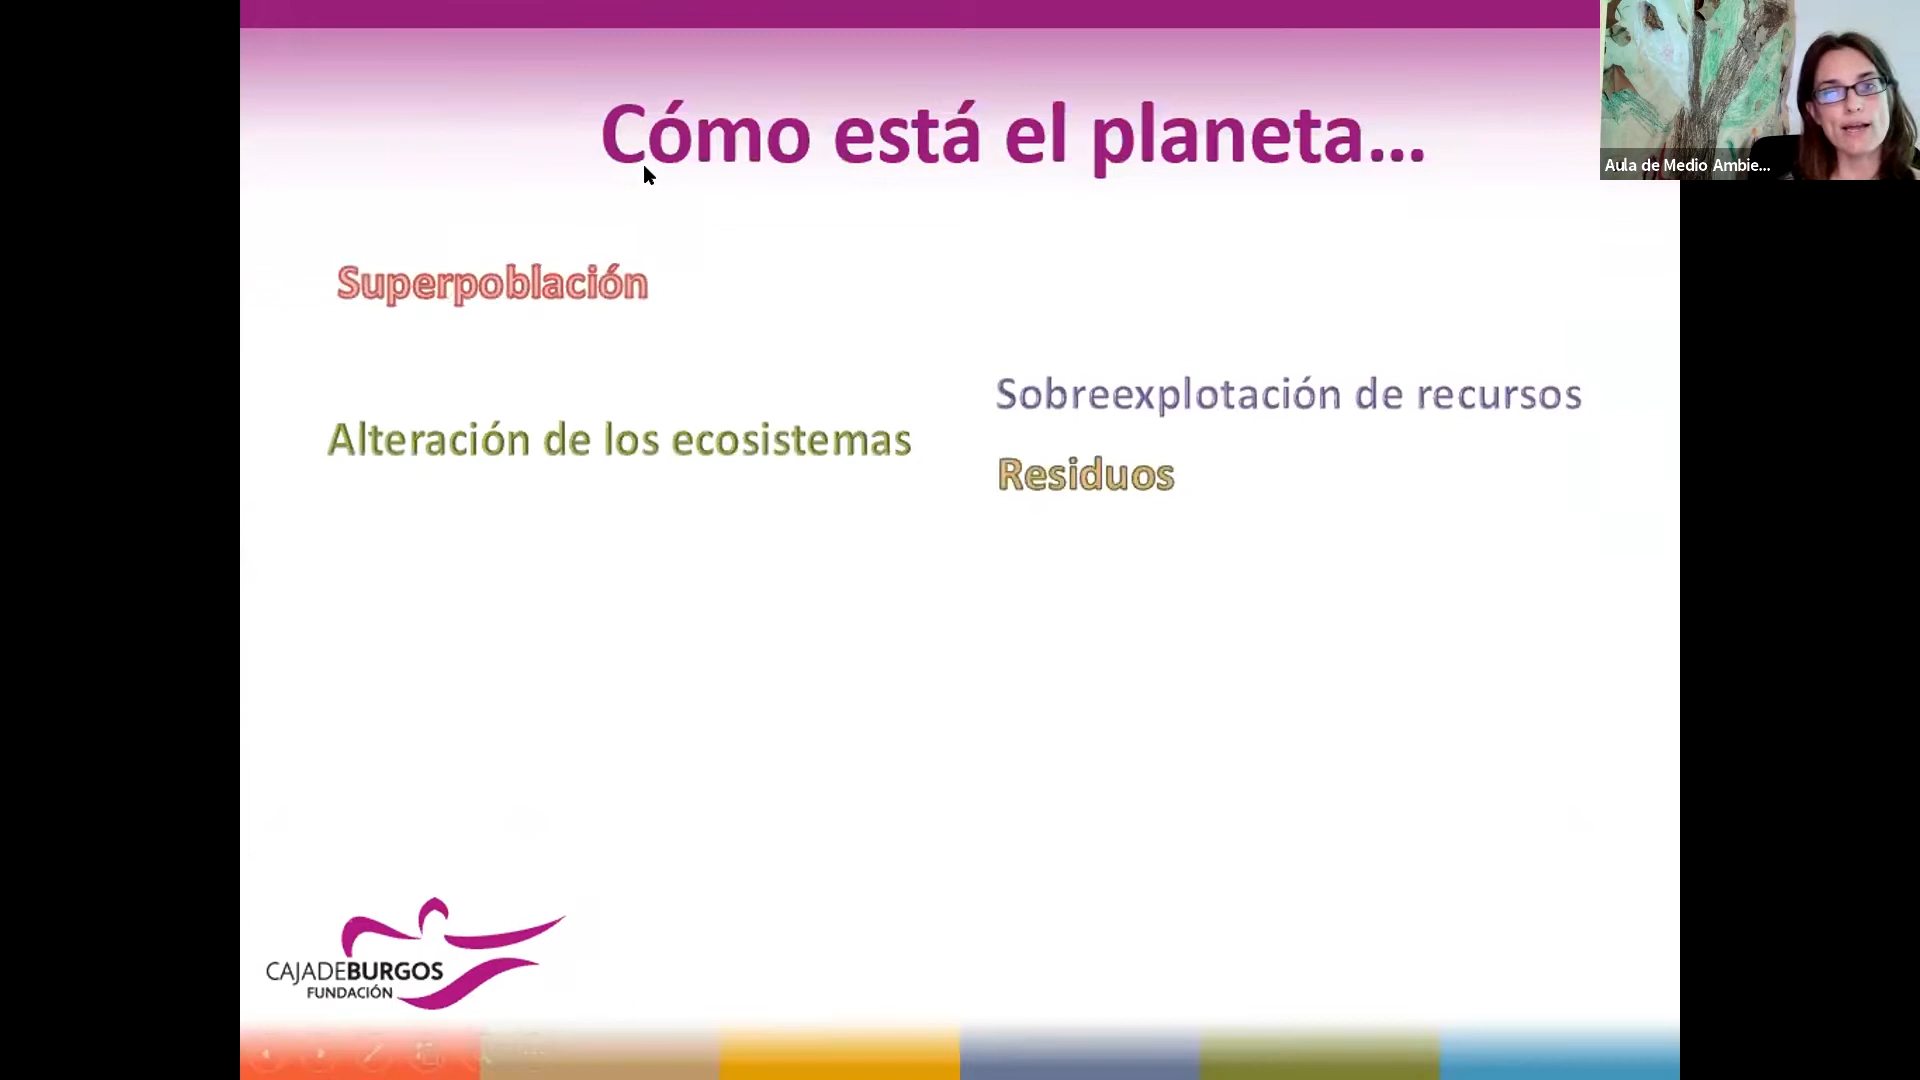 Cómo está el planeta...
Aula de Medio Ambie...
Superpoblación
Sobreexplotación de recursos
Alteración de los ecosistemas
Residuos
CAJADEBURGOS
FUNDACIÓN